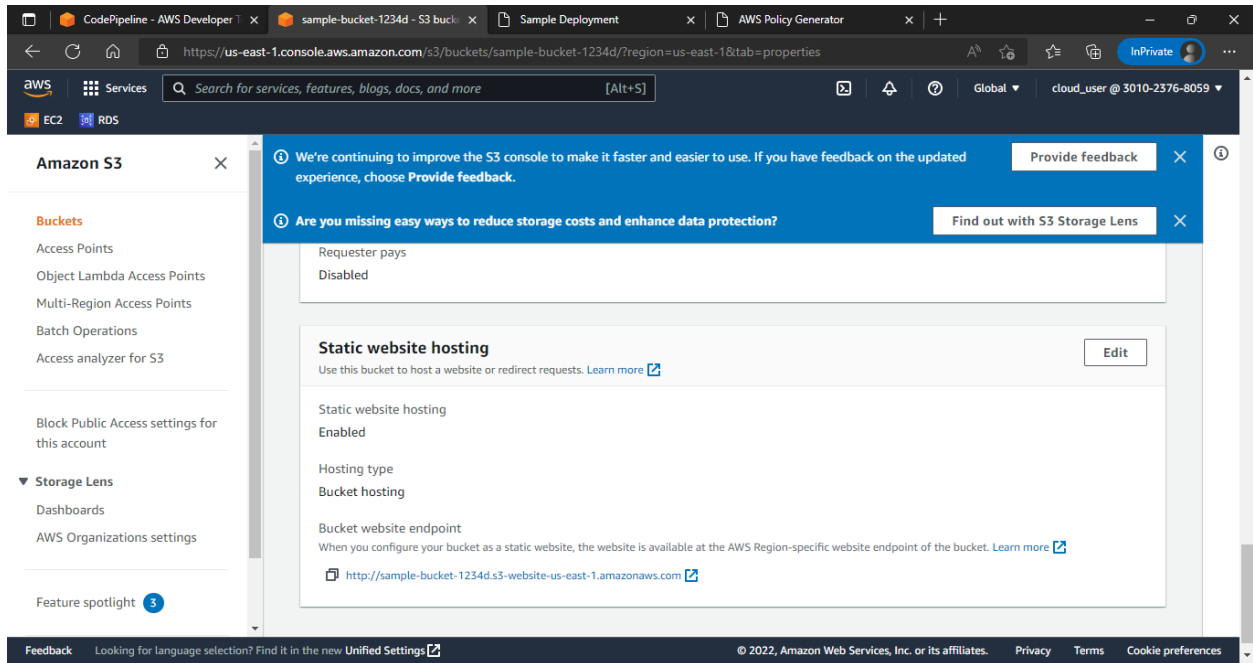 CodePipeline - AWS Developer T
sample-bucket-1234d - S3 bucke
Sample Deployment
AWS Policy Generator
https://us-east-1.console.aws.amazon.com/s3/buckets/sample-bucket-1234d/?region=us-east-1&tab=properties
InPrivate
aws
Services
Search for services, features, blogs, docs, and more
[Alt+S]
Global
cloud_user @ 3010-2376-8059
EC2
RDS
Amazon S3
Buckets
Access Points
Object Lambda Access Points
Multi-Region Access Points
Batch Operations
Access analyzer for S3
Block Public Access settings for
this account
Storage Lens
Dashboards
AWS Organizations settings
Feature spotlight 3
We're continuing to improve the S3 console to make it faster and easier to use. If you have feedback on the updated
experience, choose Provide feedback.
Provide feedback
Are you missing easy ways to reduce storage costs and enhance data protection?
Find out with S3 Storage Lens
Requester pays
Disabled
Static website hosting
Use this bucket to host a website or redirect requests. Learn more
Edit
Static website hosting
Enabled
Hosting type
Bucket hosting
Bucket website endpoint
When you configure your bucket as a static website, the website is available at the AWS Region-specific website endpoint of the bucket. Learn more
http://sample-bucket-1234d.s3-website-us-east-1.amazonaws.com
Feedback
Looking for language selection? Find it in the new Unified Settings
© 2022, Amazon Web Services, Inc. or its affiliates.
Privacy
Terms
Cookie preferences